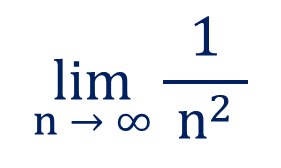 lim n → ∞ 1/n²